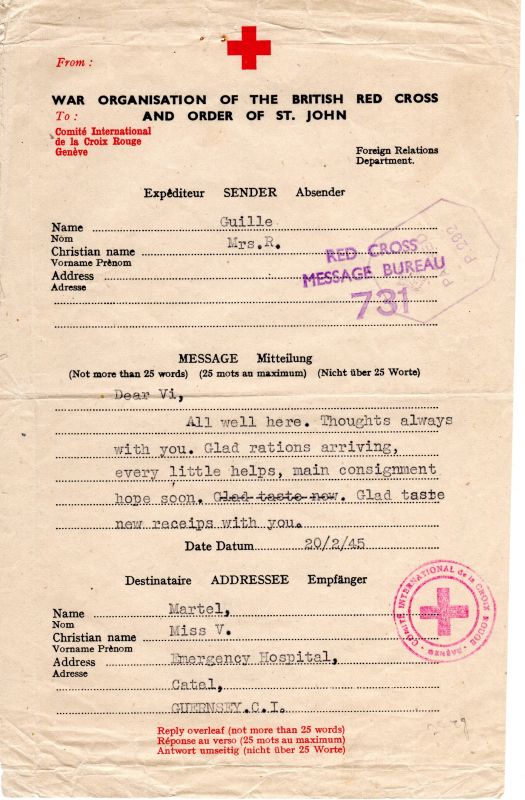 From :
WAR ORGANISATION OF THE BRITISH RED CROSS
To : AND ORDER OF ST. JOHN
Comité International
de la Croix Rouge
Genève
Foreign Relations
Department.
Expéditeur SENDER Absender
Name Guille
Nom
Christian name Mrs.R.
Vorname Prénom
Address
Adresse
RED CROSS
MESSAGE BUREAU
731
PASSED
P 292
MESSAGE Mitteilung
(Not more than 25 words) (25 mots au maximum) (Nicht über 25 Worte)
Dear Vi,
All well here. Thoughts always
with you. Glad rations arriving,
every little helps, main consignment
hope soon. Glad taste now. Glad taste
new receips with you.
Date Datum 20/2/45
Destinataire ADDRESSEE Empfänger
Name Martel,
Nom
Christian name Miss V.
Vorname Prénom
Address Emergency Hospital,
Adresse
Catel,
GUERNSEY.C.I.
COMITÉ INTERNATIONAL de la CROIX ROUGE
GENÈVE
Reply overleaf (not more than 25 words)
Réponse au verso (25 mots au maximum)
Antwort umseitig (nicht über 25 Worte)